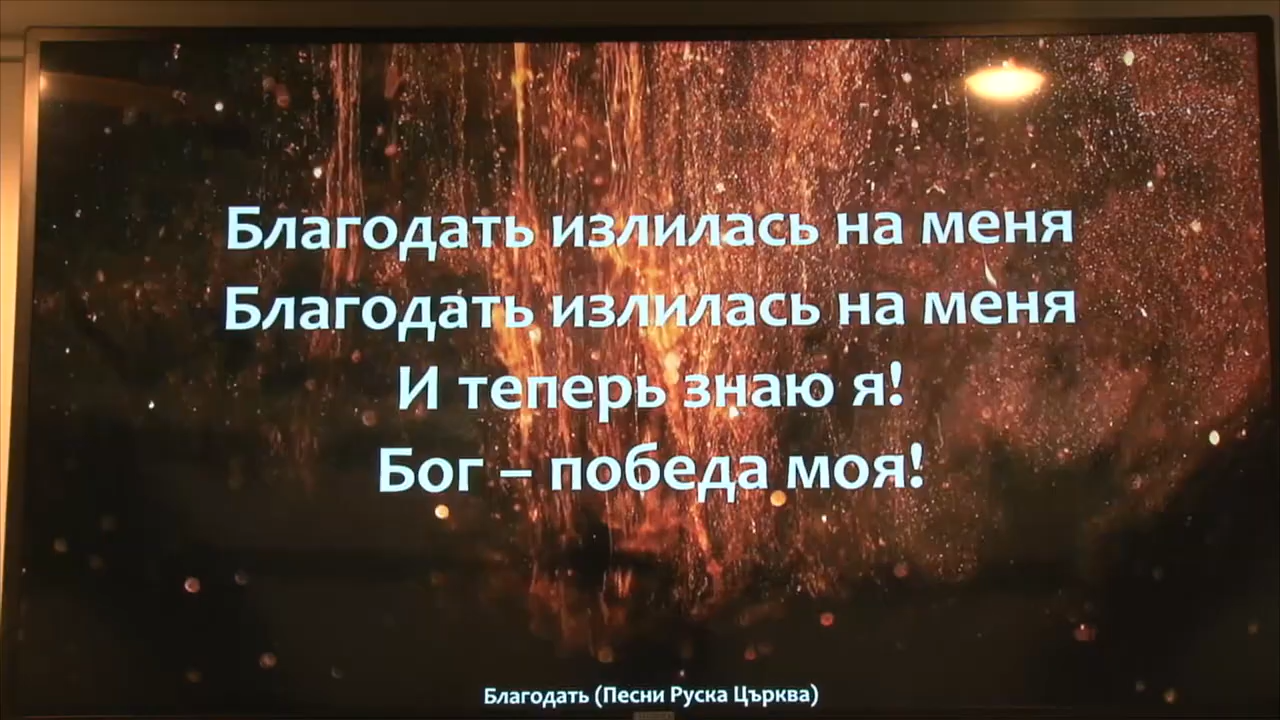 Благодать излилась на меня
Благодать излилась на меня
И теперь знаю я!
Бог – победа моя!
Благодать (Песни Руска Църква)